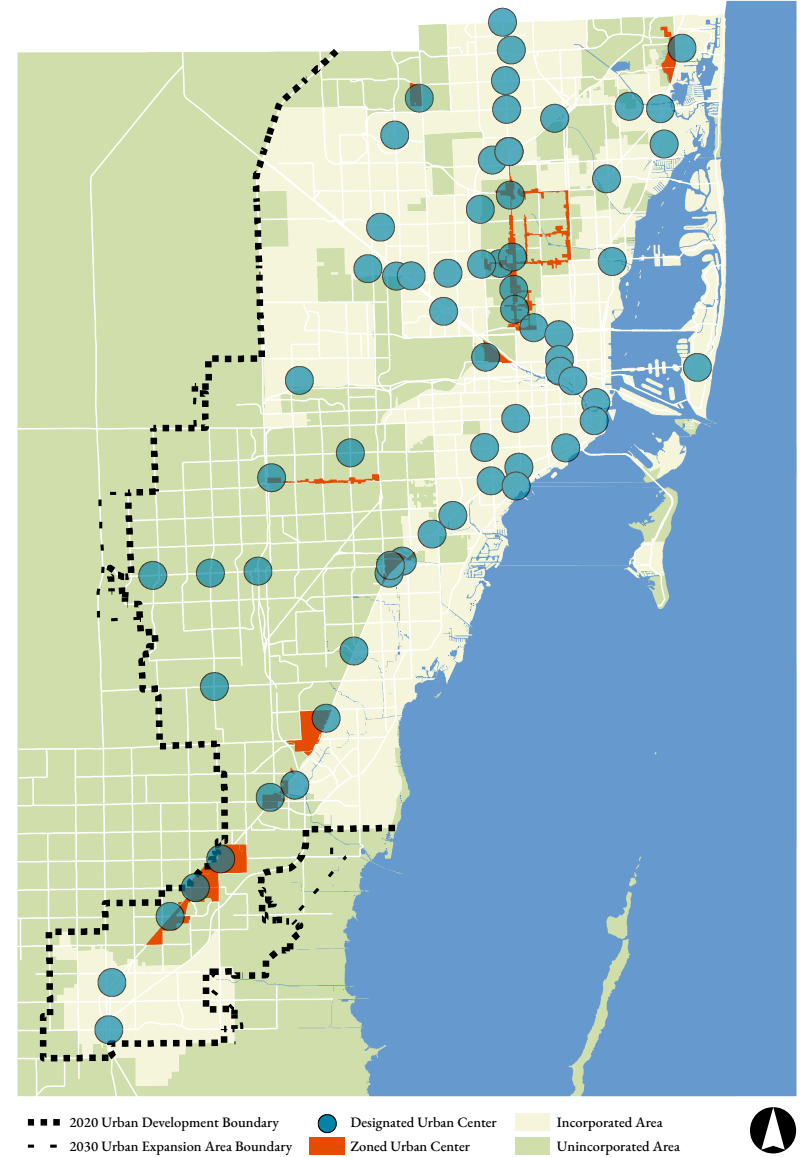 2020 Urban Development Boundary
Designated Urban Center
Incorporated Area
2030 Urban Expansion Area Boundary
Zoned Urban Center
Unincorporated Area